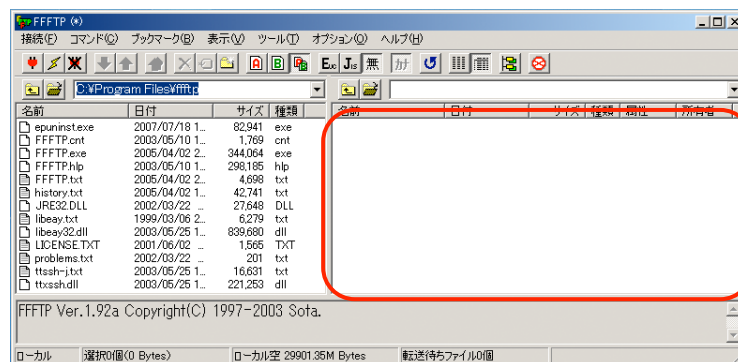 FFFTP (*)
接続(F) コマンド(C) ブックマーク(B) 表示(V) ツール(T) オプション(O) ヘルプ(H)
A B Euc Jis 無 カナ
C:¥Program Files¥ffftp
名前 日付 サイズ 種類 名前 日付 サイズ 種類 属性 所有者
epuninst.exe 2007/07/18 1... 82,941 exe
FFFTP.cnt 2003/05/10 1... 1,769 cnt
FFFTP.exe 2005/04/02 2... 344,064 exe
FFFTP.hlp 2003/05/10 1... 298,185 hlp
FFFTP.txt 2005/04/02 2... 4,698 txt
history.txt 2005/04/02 1... 42,741 txt
JRE32.DLL 2002/03/22 ... 27,648 DLL
libeay.txt 1999/03/06 2... 6,279 txt
libeay32.dll 2003/05/25 1... 839,680 dll
LICENSE.TXT 2001/06/02 ... 1,565 TXT
problems.txt 2002/03/22 ... 201 txt
ttssh-j.txt 2003/05/25 1... 16,631 txt
ttxssh.dll 2003/05/25 1... 221,253 dll
FFFTP Ver.1.92a Copyright(C) 1997-2003 Sota.
ローカル 選択0個(0 Bytes) ローカル空 29901.35M Bytes 転送待ちファイル0個